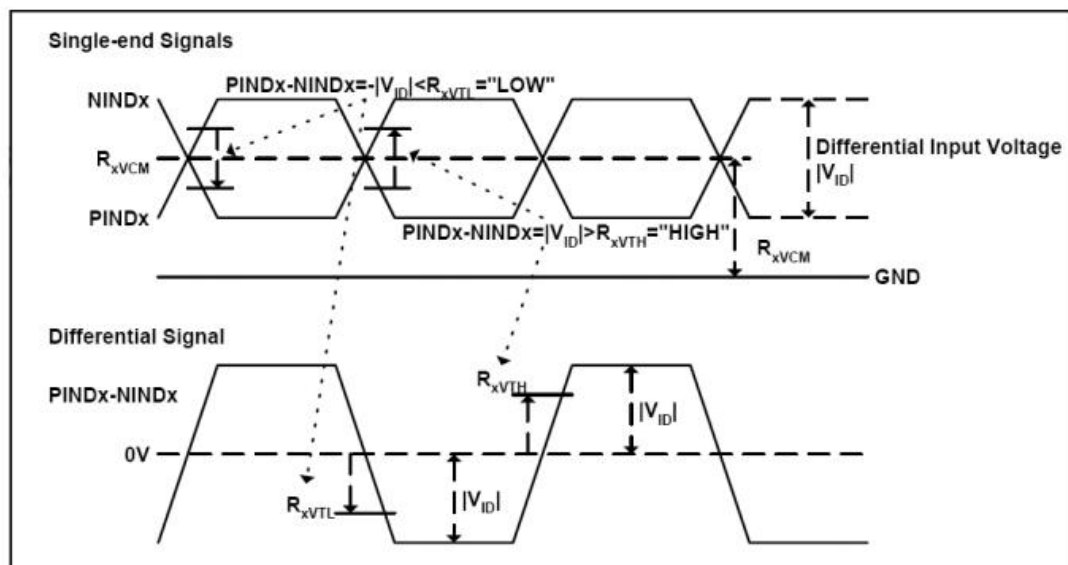 Single-end Signals
PINDx-NINDx=-|VID|<RxVTL="LOW"
NINDx
RxVCM
Differential Input Voltage
|VID|
PINDx
PINDx-NINDx=|VID|>RxVTH="HIGH"
RxVCM
GND
Differential Signal
PINDx-NINDx
RxVTH
|VID|
0V
RxVTL
|VID|